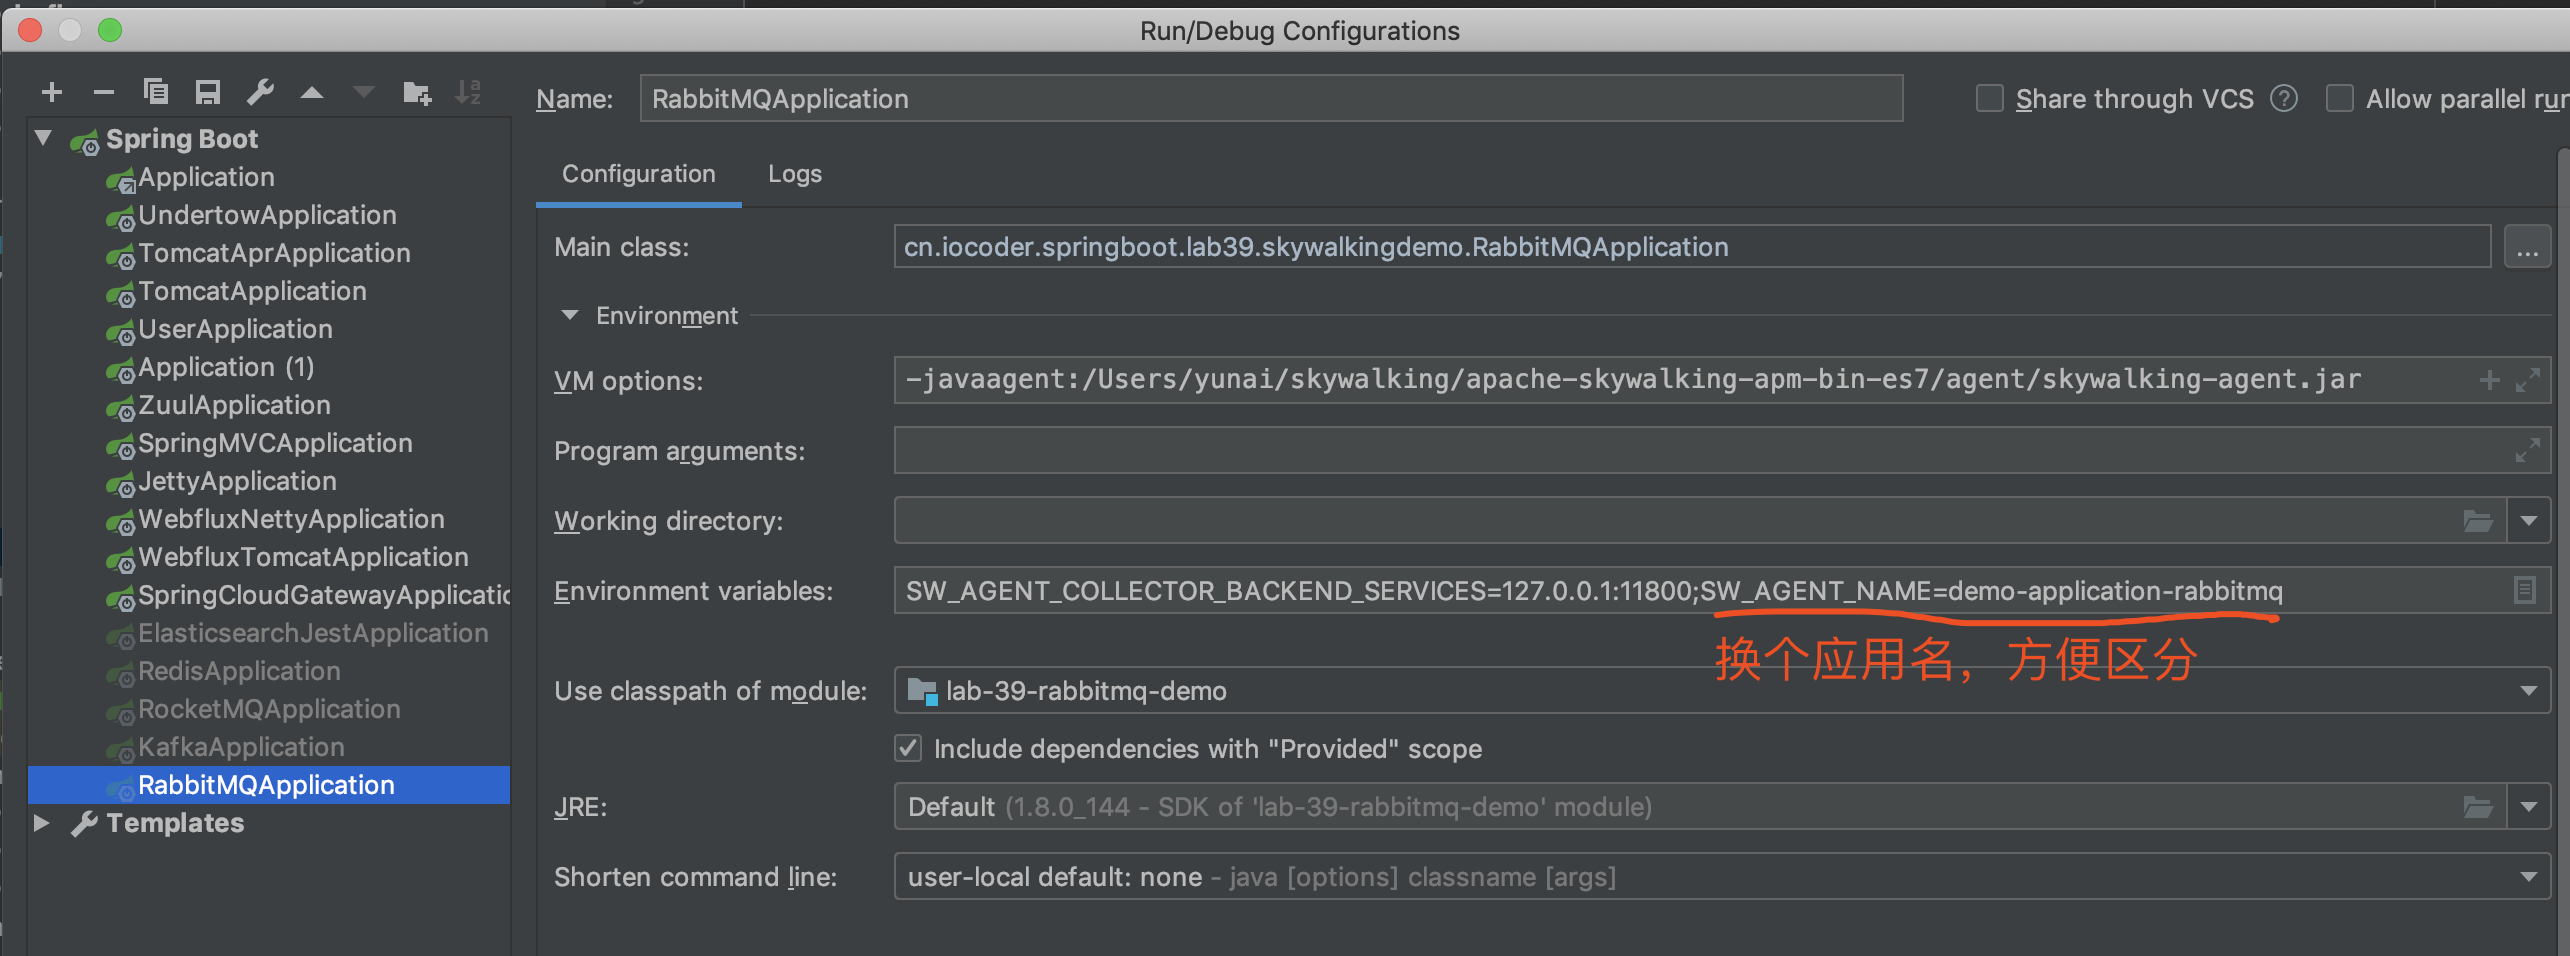 Run/Debug Configurations
Name: RabbitMQApplication
Share through VCS ?
Allow parallel run
Spring Boot
Application
UndertowApplication
TomcatAprApplication
TomcatApplication
UserApplication
Application (1)
ZuulApplication
SpringMVCApplication
JettyApplication
WebfluxNettyApplication
WebfluxTomcatApplication
SpringCloudGatewayApplicatio
ElasticsearchJestApplication
RedisApplication
RocketMQApplication
KafkaApplication
RabbitMQApplication
Templates
Configuration
Logs
Main class: cn.iocoder.springboot.lab39.skywalkingdemo.RabbitMQApplication ...
Environment
VM options: -javaagent:/Users/yunai/skywalking/apache-skywalking-apm-bin-es7/agent/skywalking-agent.jar
Program arguments:
Working directory:
Environment variables: SW_AGENT_COLLECTOR_BACKEND_SERVICES=127.0.0.1:11800;SW_AGENT_NAME=demo-application-rabbitmq
换个应用名，方便区分
Use classpath of module: lab-39-rabbitmq-demo
Include dependencies with "Provided" scope
JRE: Default (1.8.0_144 - SDK of 'lab-39-rabbitmq-demo' module)
Shorten command line: user-local default: none - java [options] classname [args]